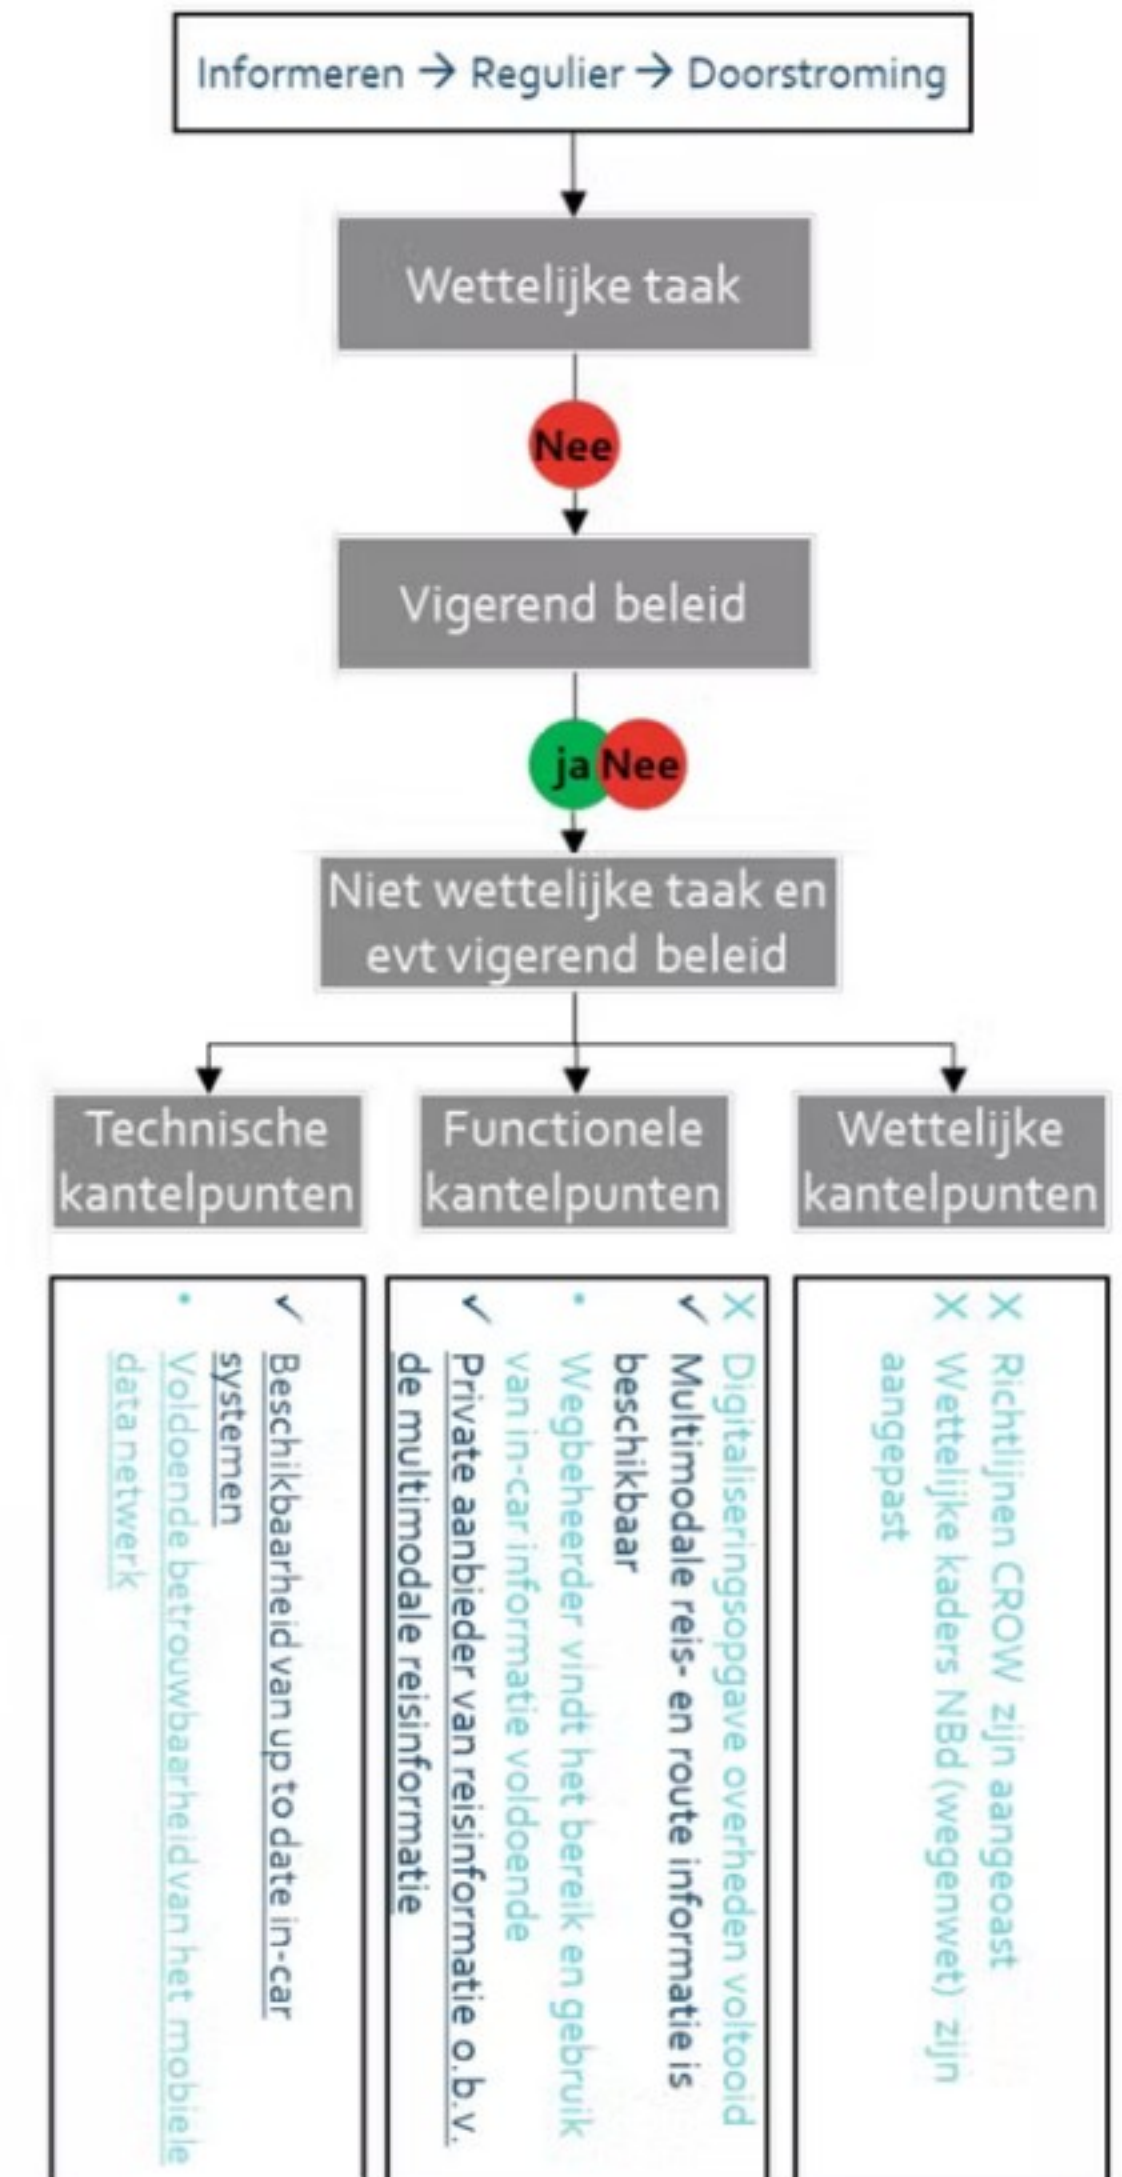 Informeren → Regulier → Doorstroming
Wettelijke taak
Nee
Vigerend beleid
ja Nee
Niet wettelijke taak en
evt vigerend beleid
Technische
kantelpunten
Functionele
kantelpunten
Wettelijke
kantelpunten
✓ Beschikbaarheid van up to date in-car
systemen
• Voldoende betrouwbaarheid van het mobiele
data netwerk
X Digitaliseringsopgave overheden voltooid
✓ Multimodale reis- en route informatie is
beschikbaar
• Wegbeheerder vindt het bereik en gebruik
van in-car informatie voldoende
✓ Private aanbieder van reisinformatie o.b.v.
de multimodale reisinformatie
X Richtlijnen CROW zijn aangeoast
X Wettelijke kaders NBd (wegenwet) zijn
aangepast